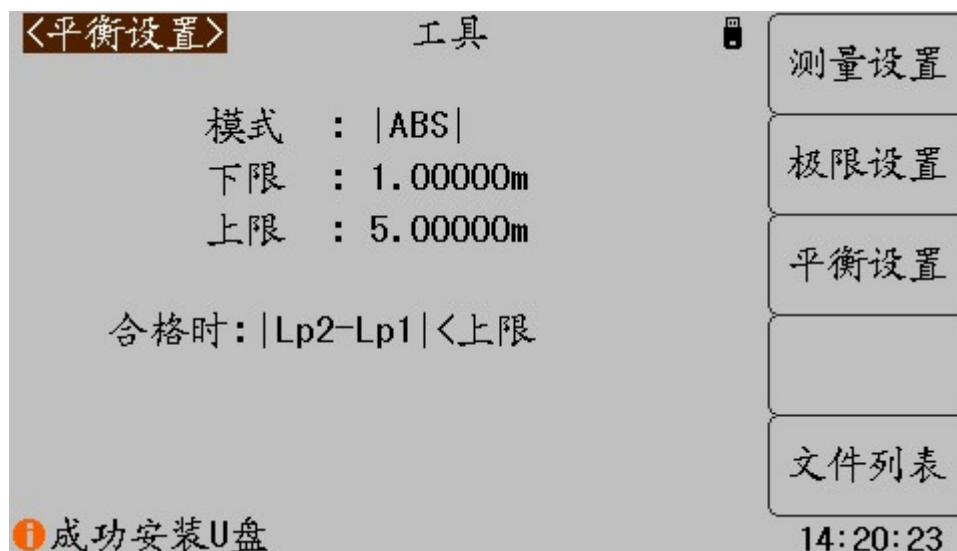 <平衡设置>
工具
模式 : |ABS|
下限 : 1.00000m
上限 : 5.00000m
合格时:|Lp2-Lp1|<上限
成功安装U盘
测量设置
极限设置
平衡设置
文件列表
14:20:23